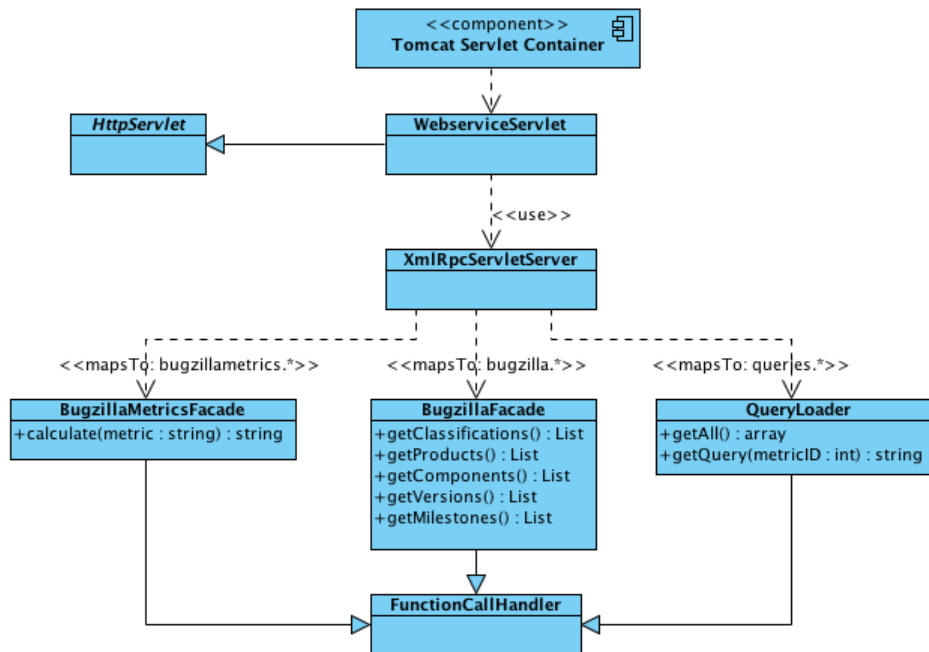 <<component>>
Tomcat Servlet Container
HttpServlet
WebserviceServlet
<<use>>
XmlRpcServletServer
<<mapsTo: bugzillametrics.*>>
<<mapsTo: bugzilla.*>>
<<mapsTo: queries.*>>
BugzillaMetricsFacade
+calculate(metric : string) : string
BugzillaFacade
+getClassifications() : List
+getProducts() : List
+getComponents() : List
+getVersions() : List
+getMilestones() : List
QueryLoader
+getAll() : array
+getQuery(metricID : int) : string
FunctionCallHandler